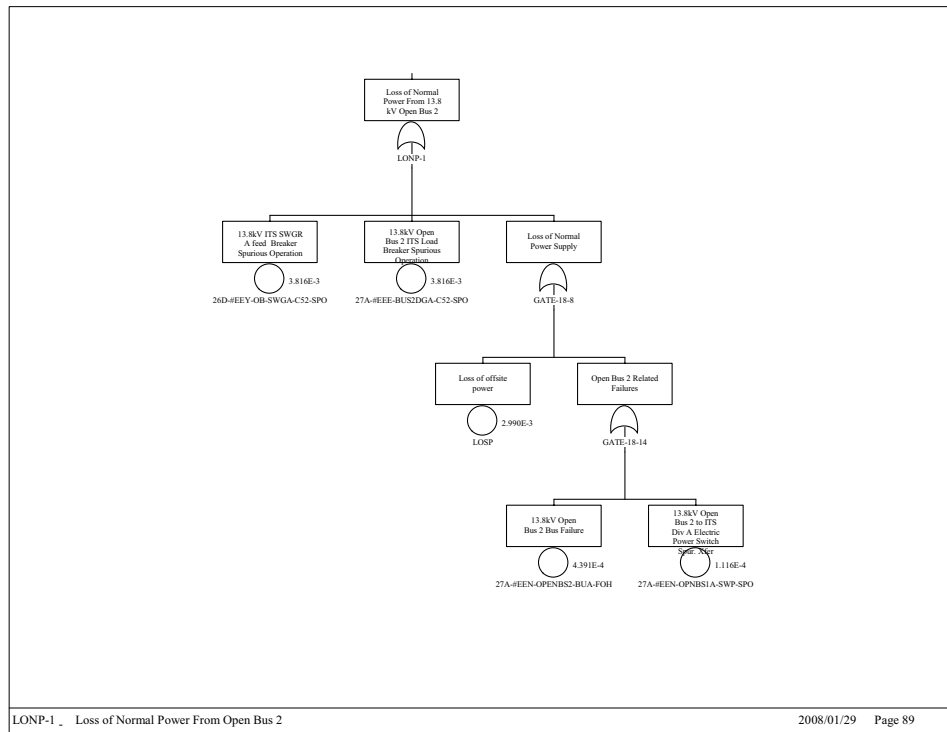 Loss of Normal
Power From 13.8
kV Open Bus 2
LONP-1
13.8kV ITS SWGR
A feed Breaker
Spurious Operation
3.816E-3
26D-#EEY-OB-SWGA-C52-SPO
13.8kV Open
Bus 2 ITS Load
Breaker Spurious
Operation
3.816E-3
27A-#EEE-BUS2DGA-C52-SPO
Loss of Normal
Power Supply
GATE-18-8
Loss of offsite
power
2.990E-3
LOSP
Open Bus 2 Related
Failures
GATE-18-14
13.8kV Open
Bus 2 Bus Failure
4.391E-4
27A-#EEN-OPENBS2-BUA-FOH
13.8kV Open
Bus 2 to ITS
Div A Electric
Power Switch
Spur. Xfer
1.116E-4
27A-#EEN-OPNBS1A-SWP-SPO
LONP-1 _ Loss of Normal Power From Open Bus 2
2008/01/29 Page 89